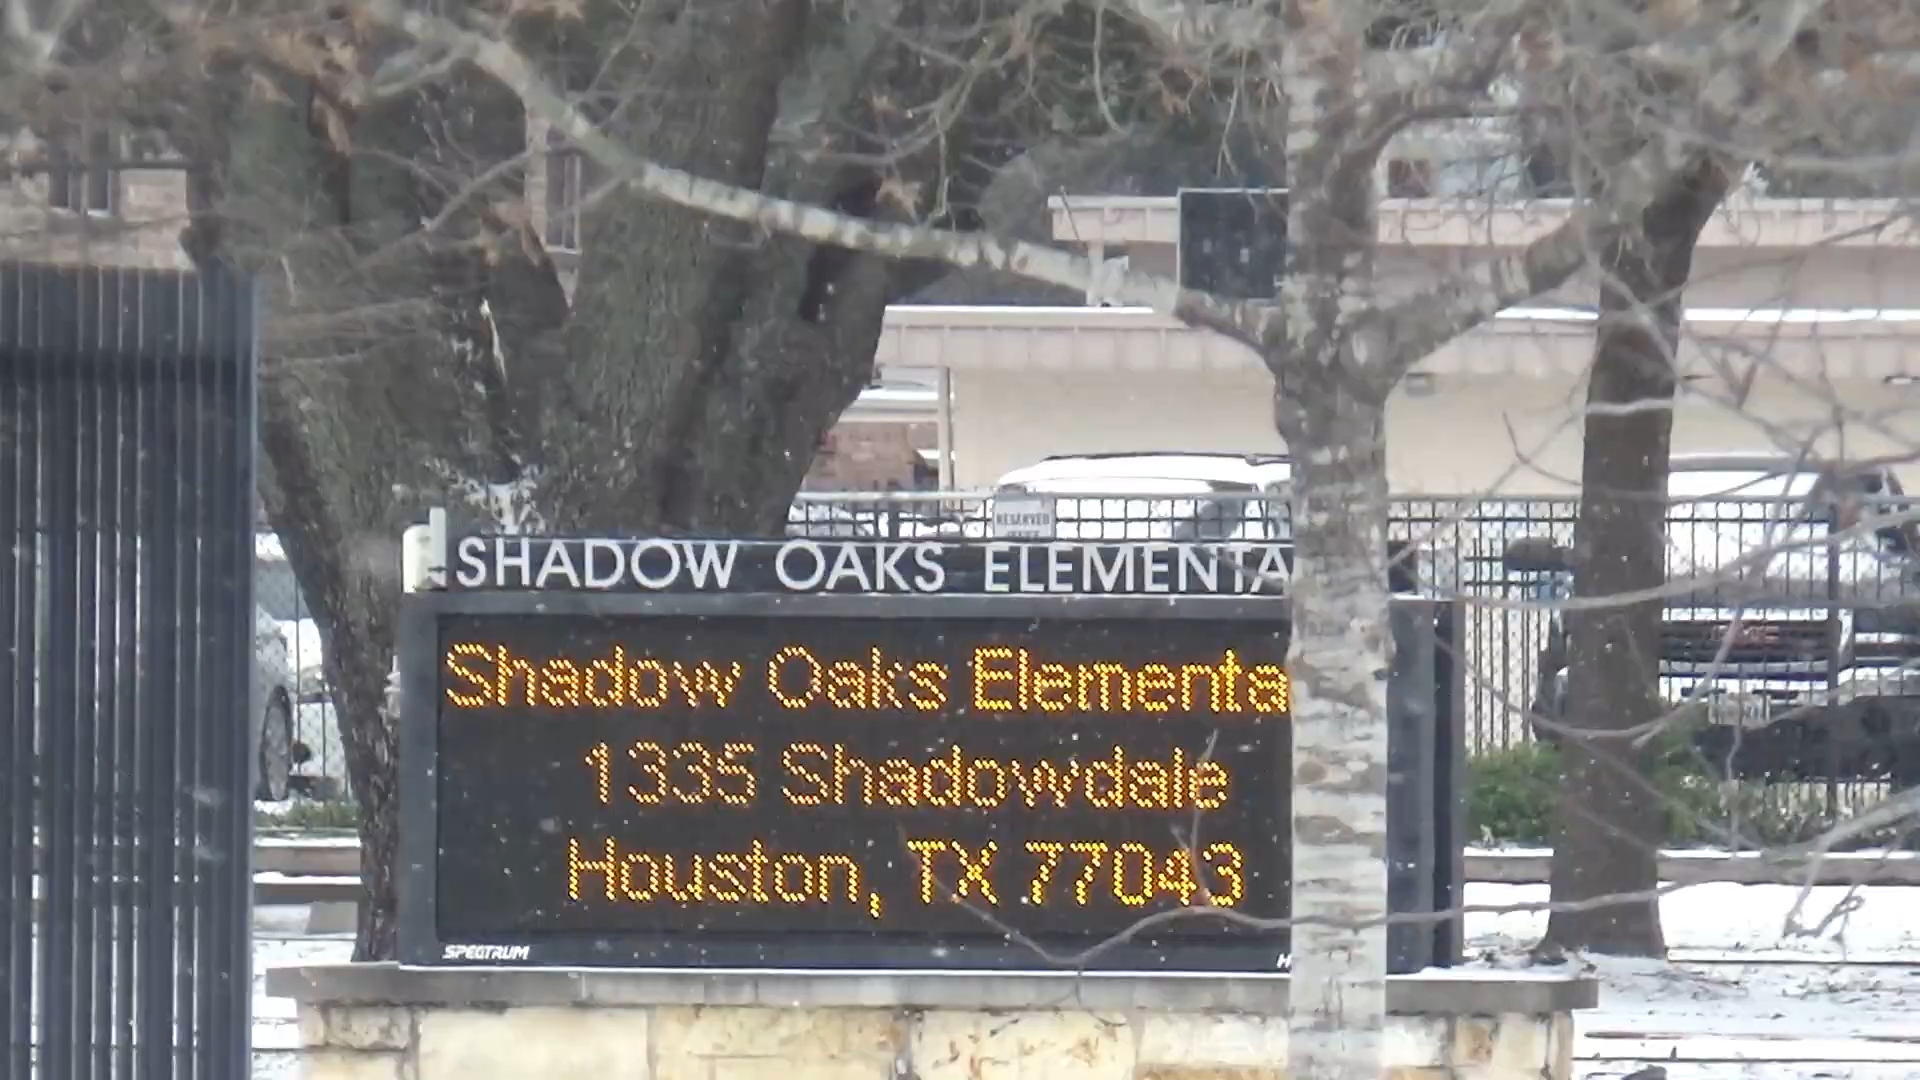 RESERVED
SHADOW OAKS ELEMENTA
Shadow Oaks Elementa
1335 Shadowdale
Houston, TX 77043
SPECTRUM
H